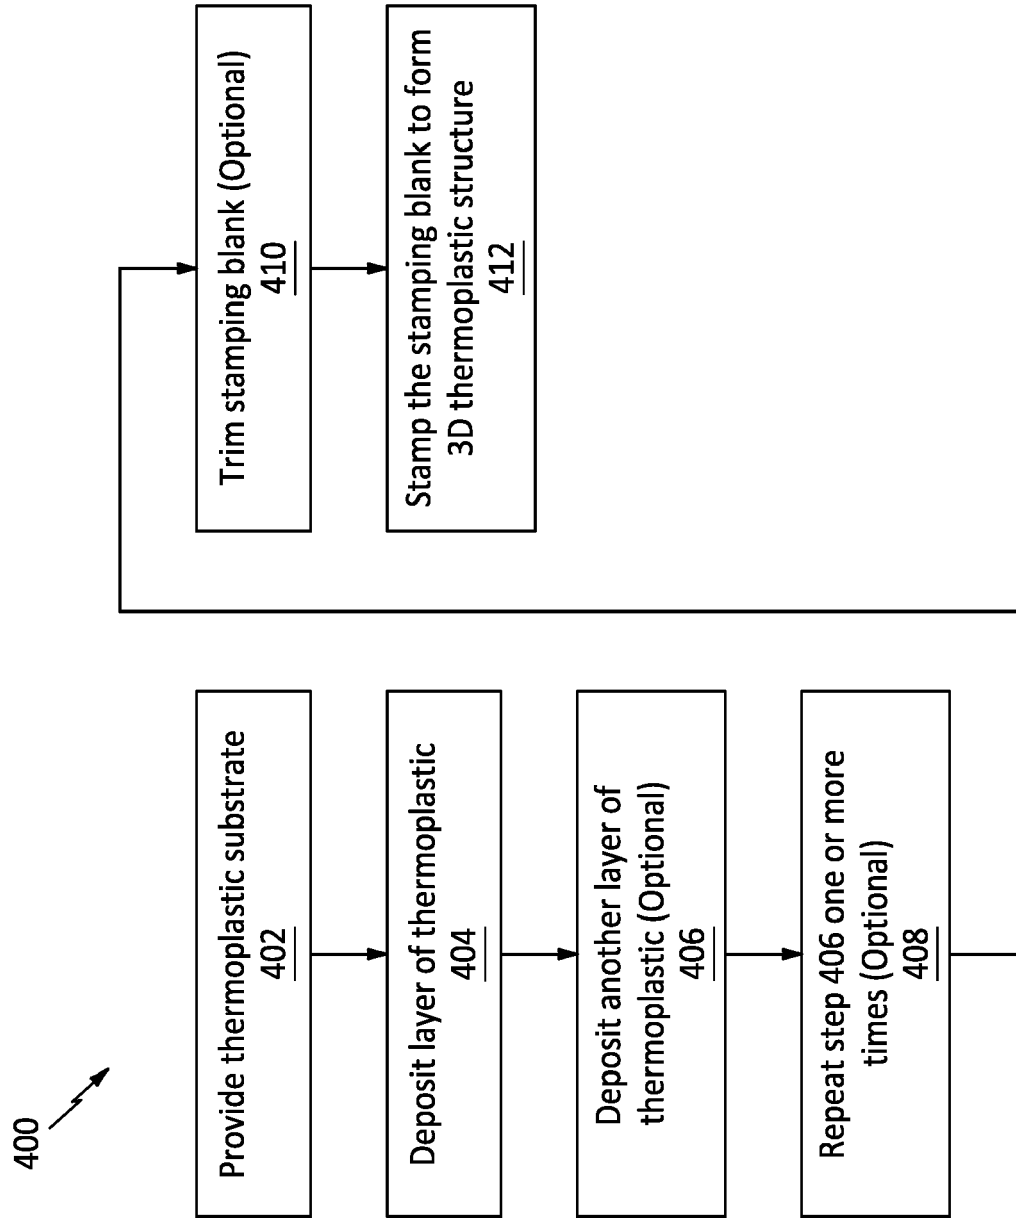 400
Provide thermoplastic substrate
402
Deposit layer of thermoplastic
404
Deposit another layer of
thermoplastic (Optional)
406
Repeat step 406 one or more
times (Optional)
408
Trim stamping blank (Optional)
410
Stamp the stamping blank to form
3D thermoplastic structure
412